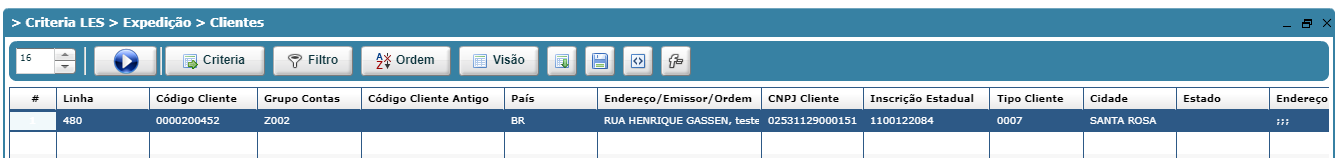 > Criteria LES > Expedição > Clientes
16 Criteria Filtro Ordem Visão
# Linha Código Cliente Grupo Contas Código Cliente Antigo País Endereço/Emissor/Ordem CNPJ Cliente Inscrição Estadual Tipo Cliente Cidade Estado Endereço
1 480 0000200452 Z002 BR RUA HENRIQUE GASSEN, teste 02531129000151 1100122084 0007 SANTA ROSA ;;;